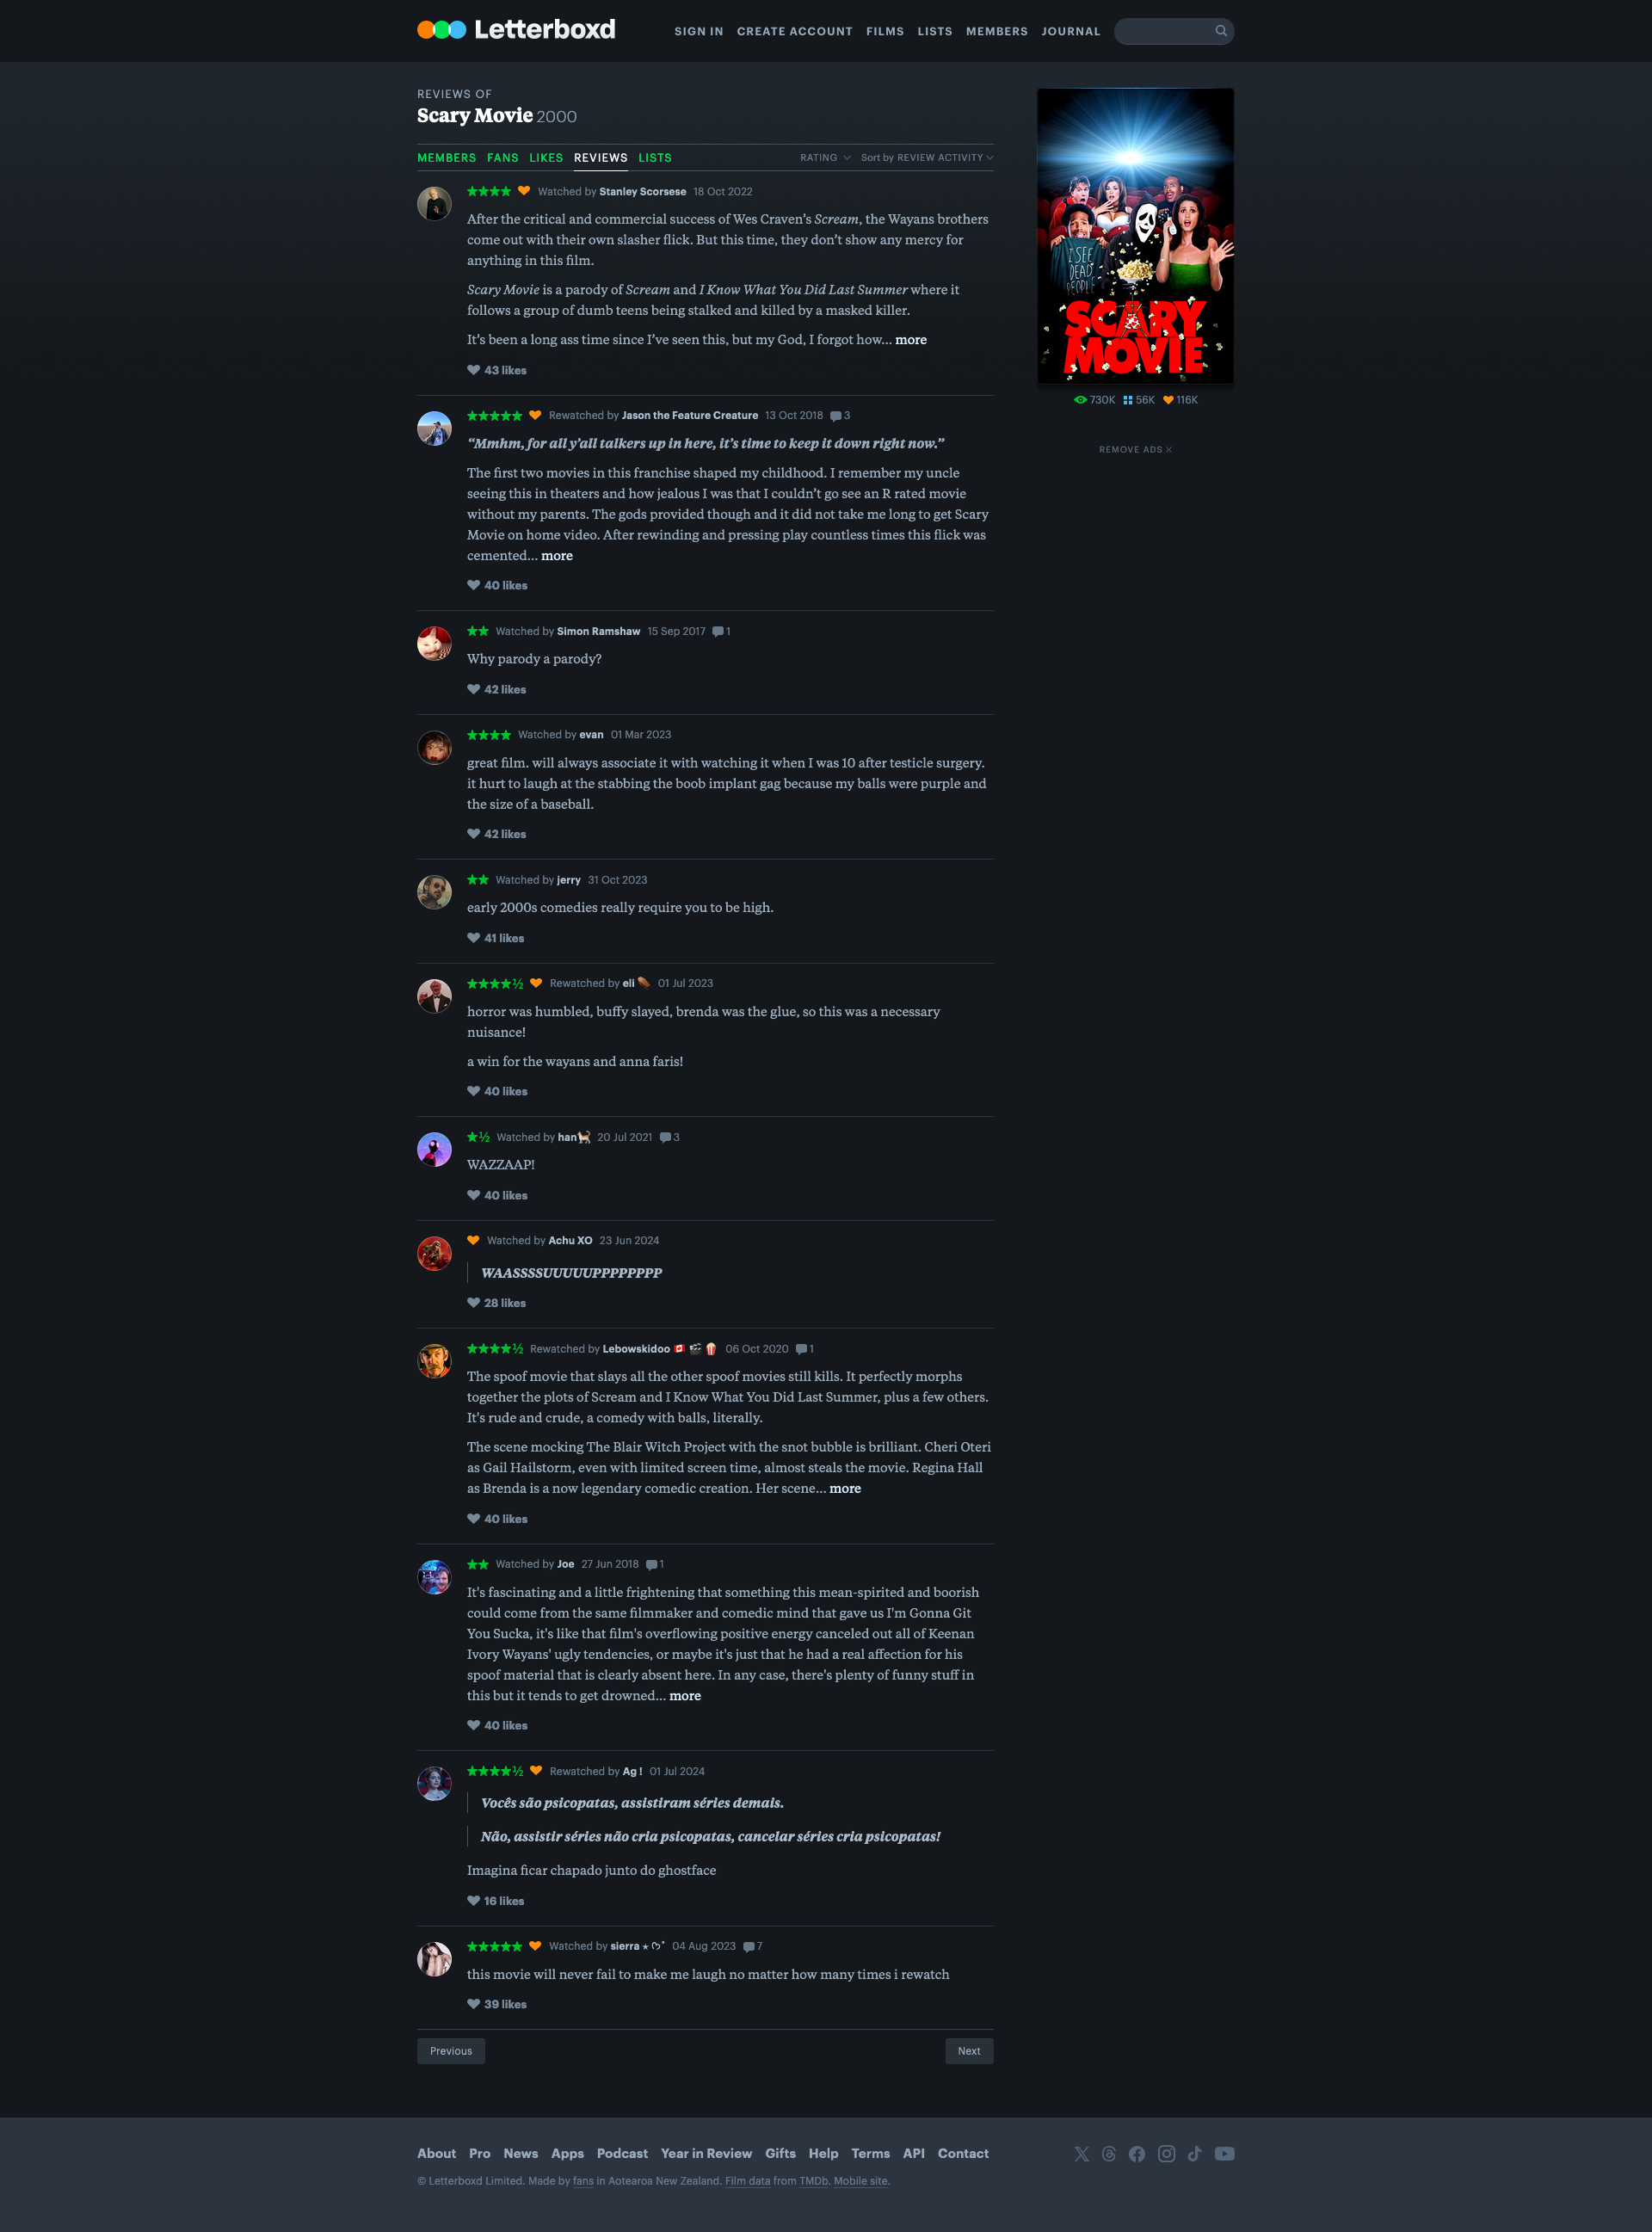 Letterboxd
SIGN IN CREATE ACCOUNT FILMS LISTS MEMBERS JOURNAL
REVIEWS OF
Scary Movie 2000
MEMBERS FANS LIKES REVIEWS LISTS
RATING Sort by REVIEW ACTIVITY
★★★★ Watched by Stanley Scorsese 18 Oct 2022
After the critical and commercial success of Wes Craven’s Scream, the Wayans brothers
come out with their own slasher flick. But this time, they don’t show any mercy for
anything in this film.
Scary Movie is a parody of Scream and I Know What You Did Last Summer where it
follows a group of dumb teens being stalked and killed by a masked killer.
It’s been a long ass time since I’ve seen this, but my God, I forgot how… more
43 likes
★★★★★ Rewatched by Jason the Feature Creature 13 Oct 2018 3
“Mmhm, for all y’all talkers up in here, it’s time to keep it down right now.”
The first two movies in this franchise shaped my childhood. I remember my uncle
seeing this in theaters and how jealous I was that I couldn’t go see an R rated movie
without my parents. The gods provided though and it did not take me long to get Scary
Movie on home video. After rewinding and pressing play countless times this flick was
cemented… more
40 likes
★★ Watched by Simon Ramshaw 15 Sep 2017 1
Why parody a parody?
42 likes
★★★★ Watched by evan 01 Mar 2023
great film. will always associate it with watching it when I was 10 after testicle surgery.
it hurt to laugh at the stabbing the boob implant gag because my balls were purple and
the size of a baseball.
42 likes
★★ Watched by jerry 31 Oct 2023
early 2000s comedies really require you to be high.
41 likes
★★★★½ Rewatched by eli 01 Jul 2023
horror was humbled, buffy slayed, brenda was the glue, so this was a necessary
nuisance!
a win for the wayans and anna faris!
40 likes
★½ Watched by han 20 Jul 2021 3
WAZZAAP!
40 likes
Watched by Achu XO 23 Jun 2024
WAASSSSUUUUUPPPPPPPP
28 likes
★★★★½ Rewatched by Lebowskidoo 🇨🇦 🎬 🍿 06 Oct 2020 1
The spoof movie that slays all the other spoof movies still kills. It perfectly morphs
together the plots of Scream and I Know What You Did Last Summer, plus a few others.
It's rude and crude, a comedy with balls, literally.
The scene mocking The Blair Witch Project with the snot bubble is brilliant. Cheri Oteri
as Gail Hailstorm, even with limited screen time, almost steals the movie. Regina Hall
as Brenda is a now legendary comedic creation. Her scene… more
40 likes
★★ Watched by Joe 27 Jun 2018 1
It's fascinating and a little frightening that something this mean-spirited and boorish
could come from the same filmmaker and comedic mind that gave us I'm Gonna Git
You Sucka, it's like that film's overflowing positive energy canceled out all of Keenan
Ivory Wayans' ugly tendencies, or maybe it's just that he had a real affection for his
spoof material that is clearly absent here. In any case, there's plenty of funny stuff in
this but it tends to get drowned… more
40 likes
★★★★½ Rewatched by Ag ! 01 Jul 2024
Vocês são psicopatas, assistiram séries demais.
Não, assistir séries não cria psicopatas, cancelar séries cria psicopatas!
Imagina ficar chapado junto do ghostface
16 likes
★★★★★ Watched by sierra 04 Aug 2023 7
this movie will never fail to make me laugh no matter how many times i rewatch
39 likes
Previous Next
I SEE
DEAD
PEOPLE
SCARY
MOVIE
730K 56K 116K
REMOVE ADS
About Pro News Apps Podcast Year in Review Gifts Help Terms API Contact
© Letterboxd Limited. Made by fans in Aotearoa New Zealand. Film data from TMDb. Mobile site.